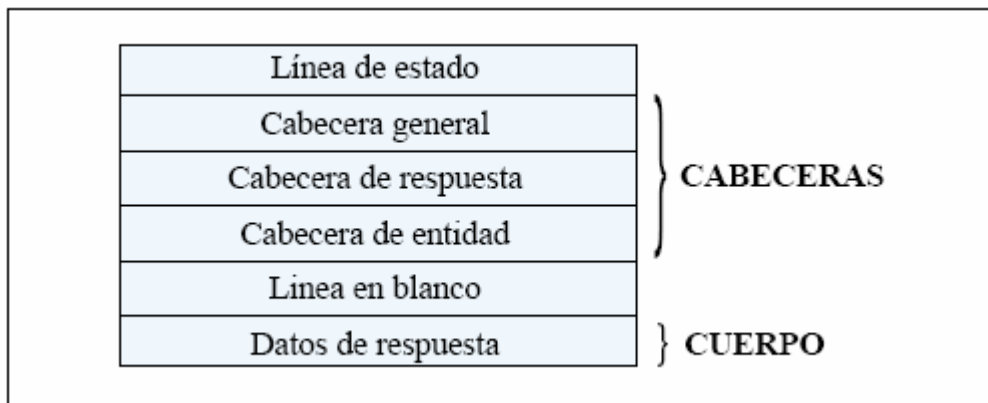 Línea de estado
Cabecera general
Cabecera de respuesta
Cabecera de entidad
CABECERAS
Linea en blanco
Datos de respuesta
CUERPO